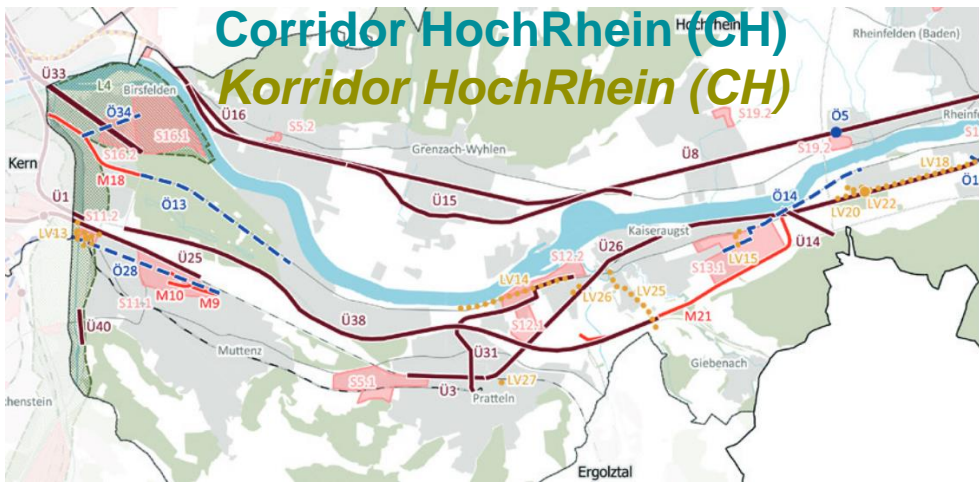 Corridor HochRhein (CH)
Korridor HochRhein (CH)
Hochrhein
Rheinfelden (Baden)
Ü33
L4
Birsfelden
Ö34
S16.1
S16.2
Ü16
S5.2
Grenzach-Wyhlen
S19.2
Ö5
S19.2
Kern
M18
Ü8
LV18
Ü1
S11.2
Ö13
Ü15
Ö14
LV20
LV22
LV13
Kaiseraugst
Ü25
Ü26
Ü14
Ö28
S12.2
LV15
S13.1
M10
M9
S11.1
LV14
LV26
LV25
Ü38
M21
Ü40
S12.1
Muttenz
Ü31
Giebenach
S5.1
Ü3
LV27
Pratteln
Ergolztal